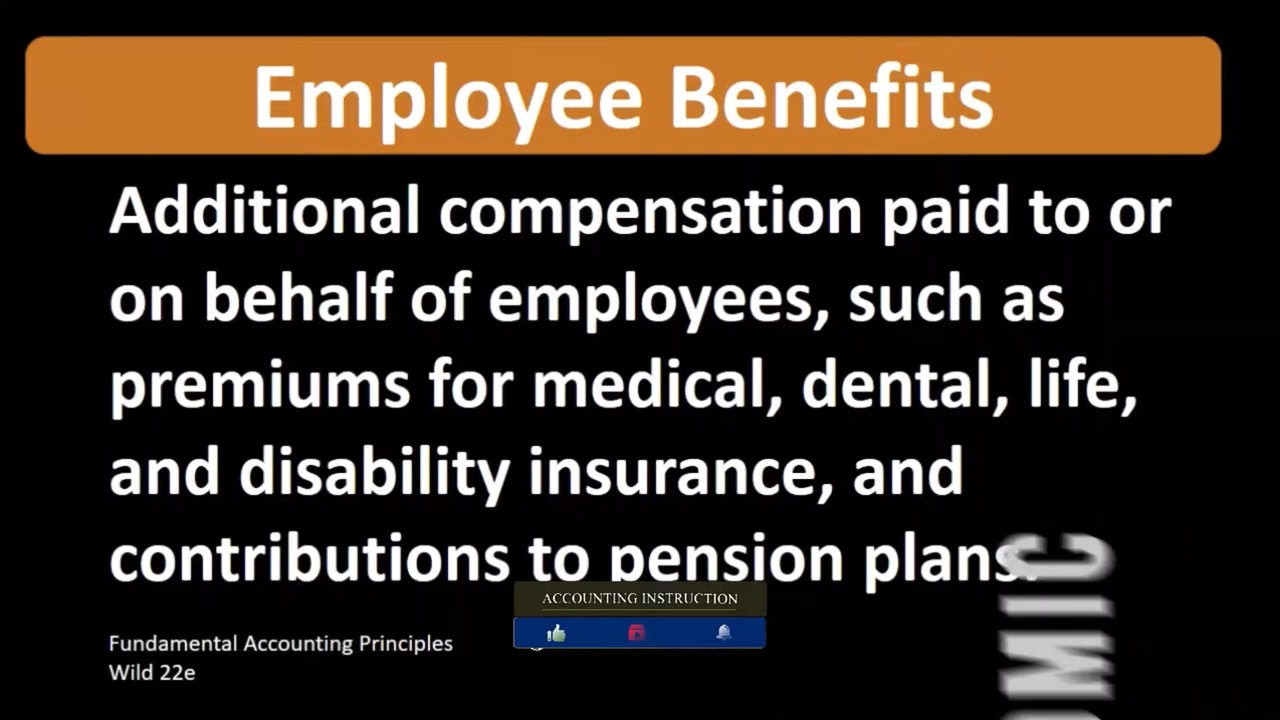 Employee Benefits
Additional compensation paid to or
on behalf of employees, such as
premiums for medical, dental, life,
and disability insurance, and
contributions to pension plans.
ACCOUNTING INSTRUCTION
Fundamental Accounting Principles
Wild 22e